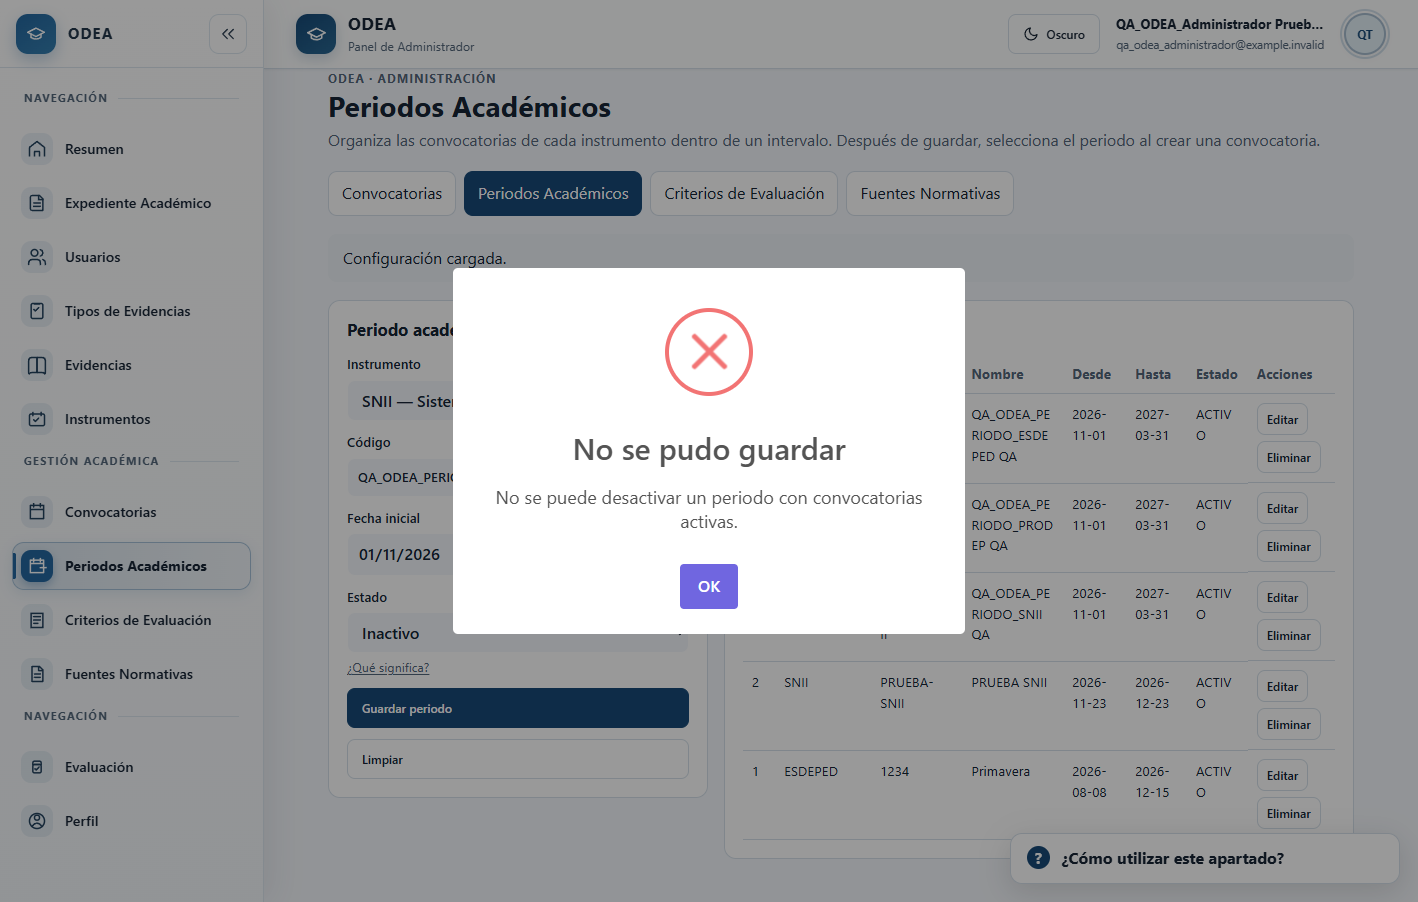 ODEA
NAVEGACIÓN
Resumen
Expediente Académico
Usuarios
Tipos de Evidencias
Evidencias
Instrumentos
GESTIÓN ACADÉMICA
Convocatorias
Periodos Académicos
Criterios de Evaluación
Fuentes Normativas
NAVEGACIÓN
Evaluación
Perfil
ODEA
Panel de Administrador
Oscuro
QA_ODEA_Administrador Prueb...
qa_odea_administrador@example.invalid
QT
ODEA · ADMINISTRACIÓN
Periodos Académicos
Organiza las convocatorias de cada instrumento dentro de un intervalo. Después de guardar, selecciona el periodo al crear una convocatoria.
Convocatorias
Periodos Académicos
Criterios de Evaluación
Fuentes Normativas
Configuración cargada.
Periodo
Instrumento
SNII —
Código
Fecha inicial
01/11/2026
Estado
Inactivo
¿Qué significa?
Guardar periodo
Limpiar
No se pudo guardar
No se puede desactivar un periodo con convocatorias
activas.
OK
Nombre Desde Hasta Estado Acciones
QA_ODEA_PE 2026- 2027- ACTIV Editar
RIODO_ESDE 11-01 03-31 O
PED QA Eliminar
QA_ODEA_PE 2026- 2027- ACTIV Editar
RIODO_PROD 11-01 03-31 O
EP QA Eliminar
QA_ODEA_PE 2026- 2027- ACTIV Editar
RIODO_SNII 11-01 03-31 O
QA Eliminar
2 SNII PRUEBA- PRUEBA SNII 2026- 2026- ACTIV Editar
SNII 11-23 12-23 O
Eliminar
1 ESDEPED 1234 Primavera 2026- 2026- ACTIV Editar
08-08 12-15 O
Eliminar
? ¿Cómo utilizar este apartado?